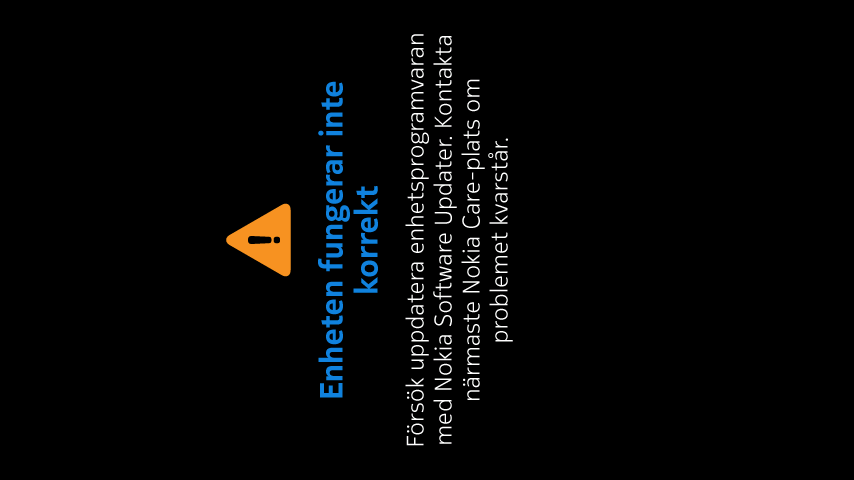 Enheten fungerar inte
korrekt
Försök uppdatera enhetsprogramvaran
med Nokia Software Updater. Kontakta
närmaste Nokia Care-plats om
problemet kvarstår.